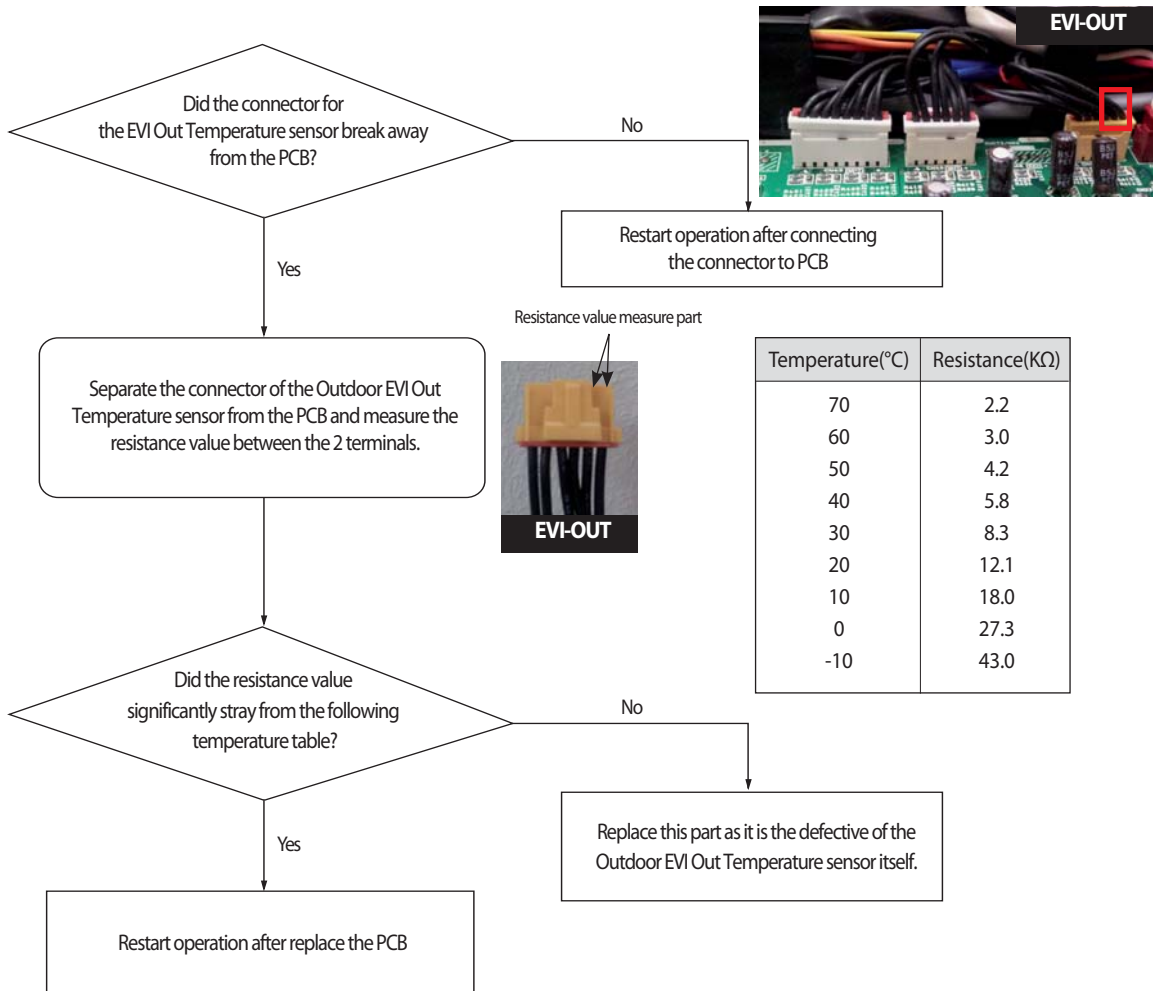 EVI-OUT
Did the connector for
the EVI Out Temperature sensor break away
from the PCB?
No
Restart operation after connecting
the connector to PCB
Yes
Resistance value measure part
Separate the connector of the Outdoor EVI Out
Temperature sensor from the PCB and measure the
resistance value between the 2 terminals.
EVI-OUT
Temperature(°C) Resistance(KΩ)
70 2.2
60 3.0
50 4.2
40 5.8
30 8.3
20 12.1
10 18.0
0 27.3
-10 43.0
Did the resistance value
significantly stray from the following
temperature table?
No
Replace this part as it is the defective of the
Outdoor EVI Out Temperature sensor itself.
Yes
Restart operation after replace the PCB